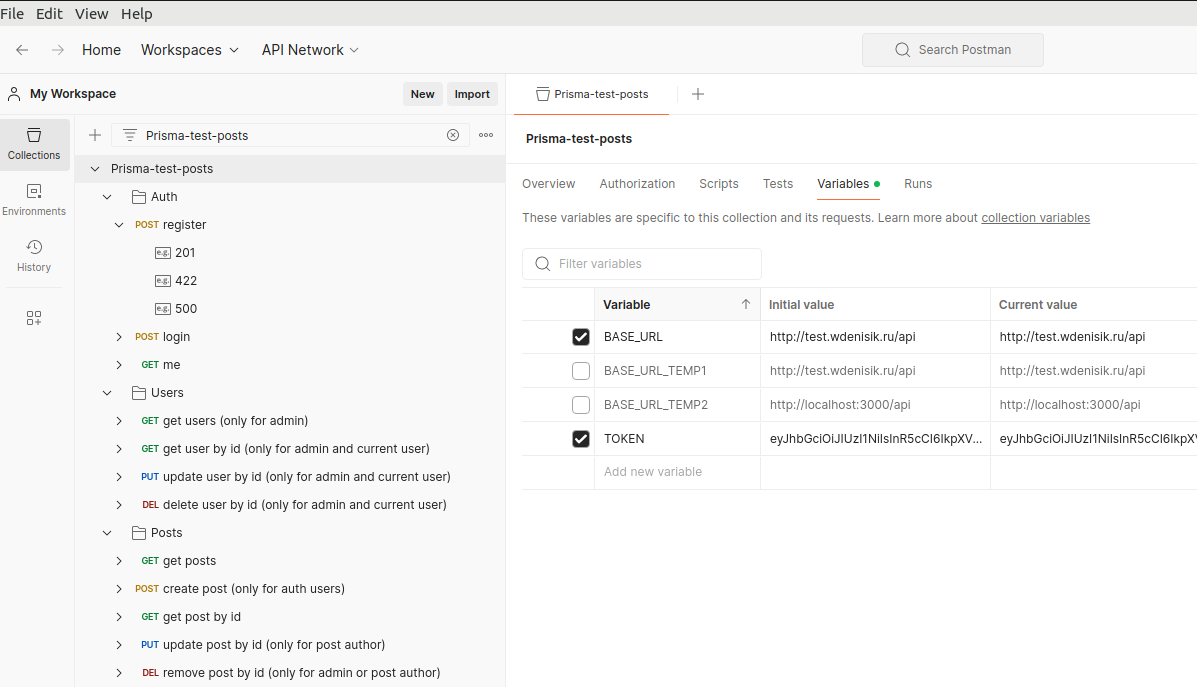 File Edit View Help
Home Workspaces API Network Search Postman
My Workspace New Import
Prisma-test-posts
Collections
Environments
History
Prisma-test-posts
Prisma-test-posts
Auth
POST register
e.g. 201
e.g. 422
e.g. 500
POST login
GET me
Users
GET get users (only for admin)
GET get user by id (only for admin and current user)
PUT update user by id (only for admin and current user)
DEL delete user by id (only for admin and current user)
Posts
GET get posts
POST create post (only for auth users)
GET get post by id
PUT update post by id (only for post author)
DEL remove post by id (only for admin or post author)
Prisma-test-posts
Overview Authorization Scripts Tests Variables Runs
These variables are specific to this collection and its requests. Learn more about collection variables
Filter variables
Variable Initial value Current value
BASE_URL http://test.wdenisik.ru/api http://test.wdenisik.ru/api
BASE_URL_TEMP1 http://test.wdenisik.ru/api http://test.wdenisik.ru/api
BASE_URL_TEMP2 http://localhost:3000/api http://localhost:3000/api
TOKEN
Add new variable